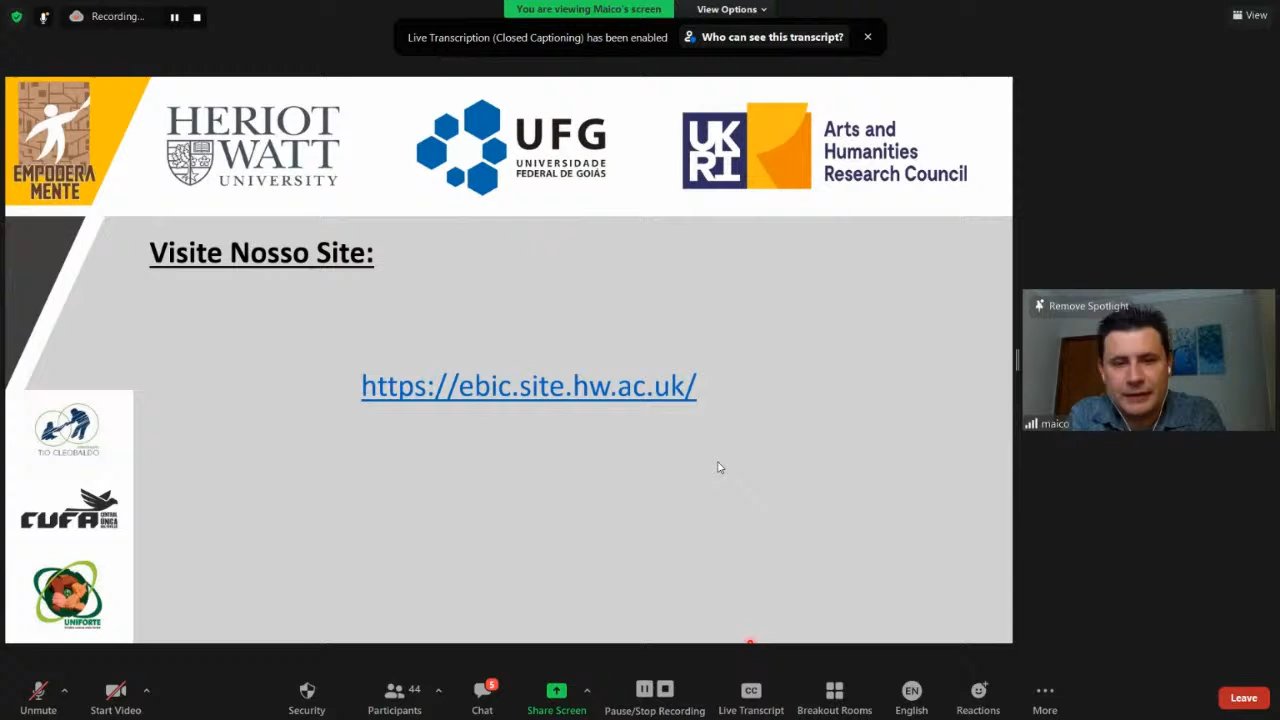 Recording...
You are viewing Maico's screen
View Options
View
Live Transcription (Closed Captioning) has been enabled
Who can see this transcript?
EMPODERA
MENTE
HERIOT
WATT
UNIVERSITY
UFG
UNIVERSIDADE
FEDERAL DE GOIÁS
UK
RI
Arts and
Humanities
Research Council
Visite Nosso Site:
https://ebic.site.hw.ac.uk/
Remove Spotlight
maico
TIO CLEOBALDO
CUFA
CENTRAL
ÚNICA
UNIFORTE
Unmute
Start Video
Security
44
Participants
5
Chat
Share Screen
Pause/Stop Recording
CC
Live Transcript
Breakout Rooms
EN
English
Reactions
More
Leave